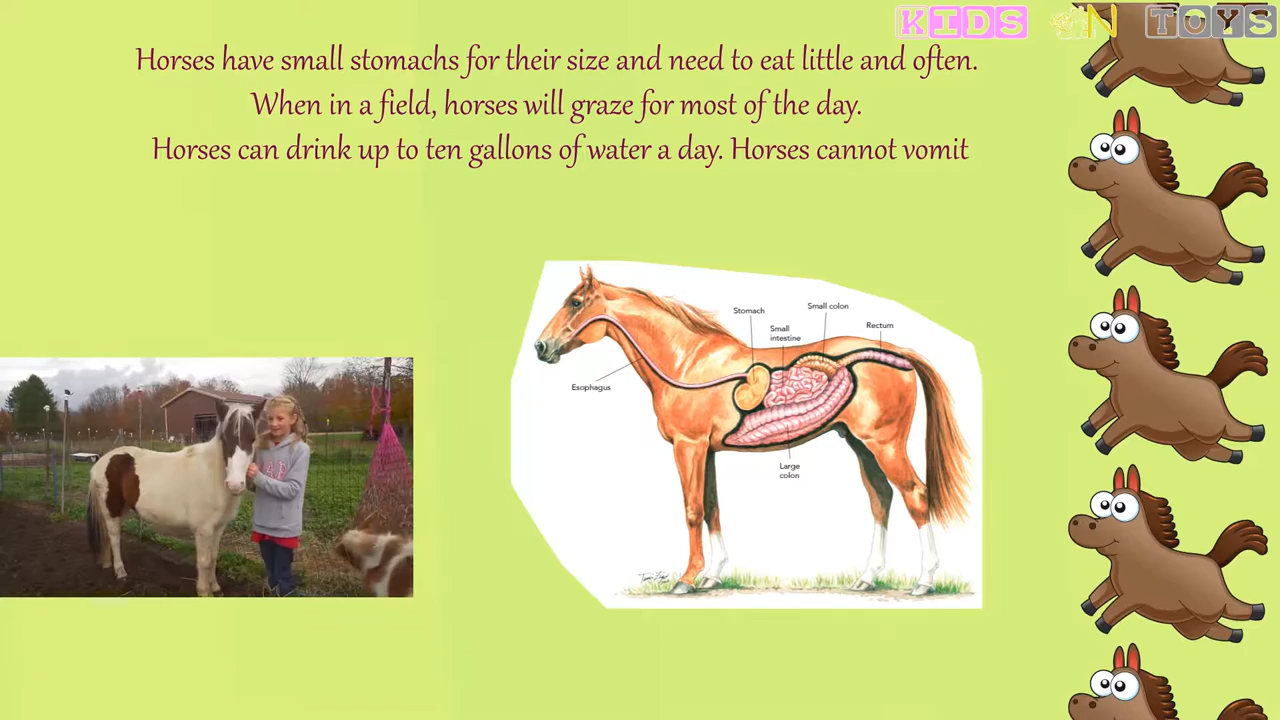 KIDS N TOYS
Horses have small stomachs for their size and need to eat little and often.
When in a field, horses will graze for most of the day.
Horses can drink up to ten gallons of water a day. Horses cannot vomit
Stomach
Small colon
Small
intestine
Rectum
Esophagus
Large
colon